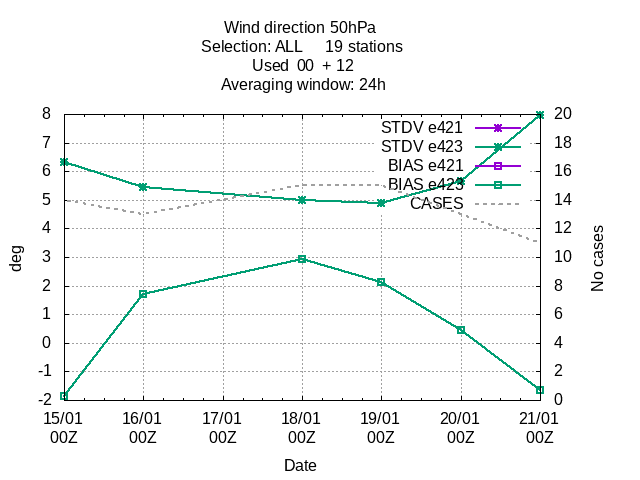 Wind direction 50hPa
Selection: ALL     19 stations
Used  00  + 12
Averaging window: 24h
STDV e421
STDV e423
BIAS e421
BIAS e423
CASES
8
7
6
5
4
3
2
1
0
-1
-2
deg
20
18
16
14
12
10
8
6
4
2
0
No cases
15/01 16/01 17/01 18/01 19/01 20/01 21/01
00Z 00Z 00Z 00Z 00Z 00Z 00Z
Date